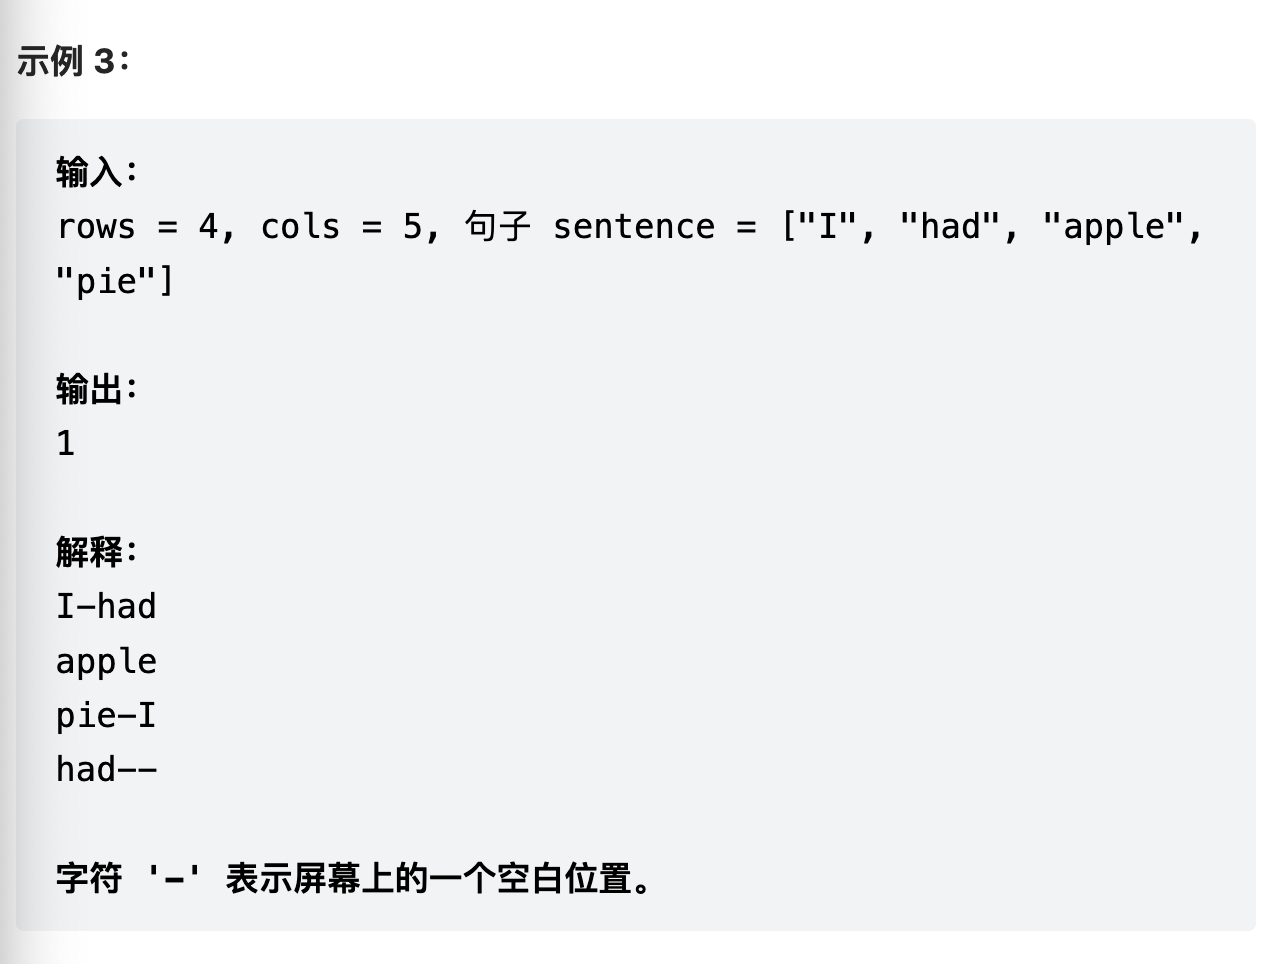 示例 3：
输入：
rows = 4, cols = 5, 句子 sentence = ["I", "had", "apple",
"pie"]
输出：
1
解释：
I-had
apple
pie-I
had--
字符 '-' 表示屏幕上的一个空白位置。